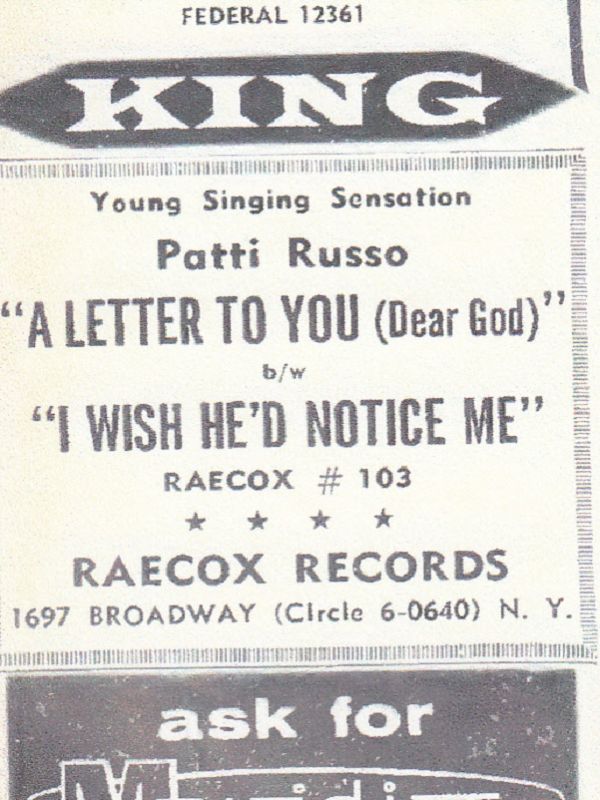 FEDERAL 12361
KING
Young Singing Sensation
Patti Russo
"A LETTER TO YOU (Dear God)"
b/w
"I WISH HE'D NOTICE ME"
RAECOX # 103
RAECOX RECORDS
1697 BROADWAY (CIrcle 6-0640) N. Y.
ask for